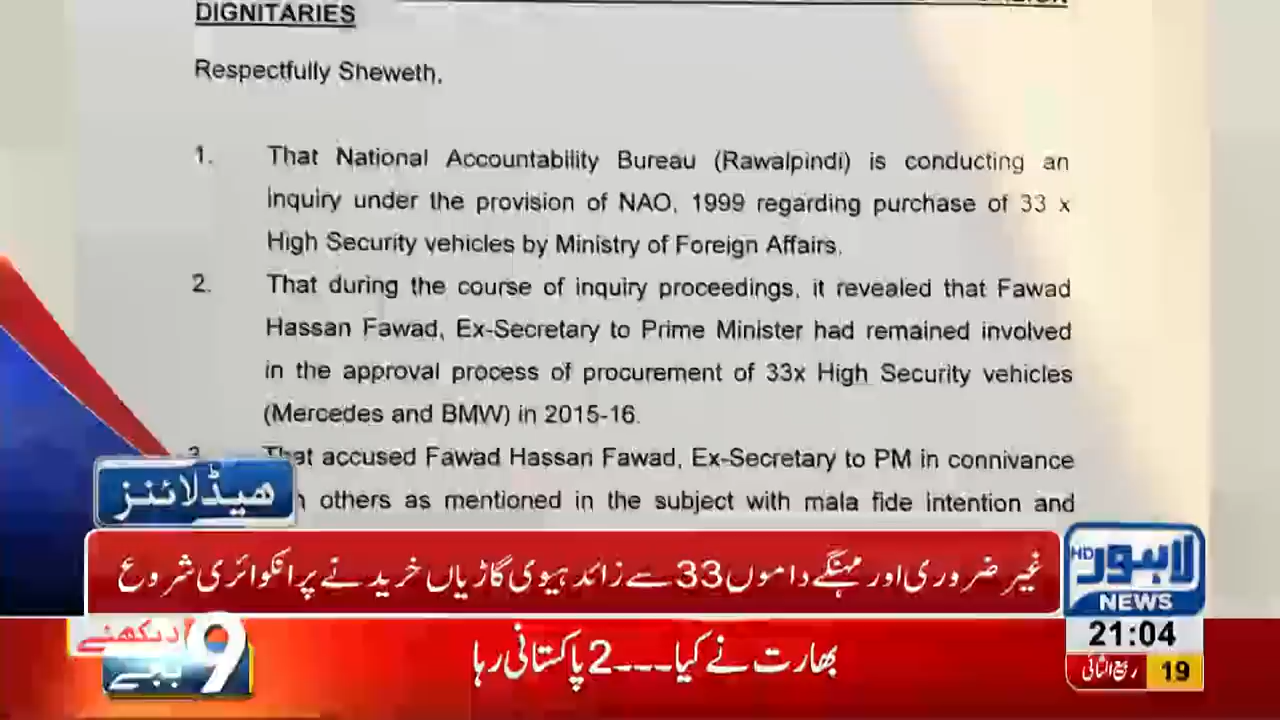 DIGNITARIES
Respectfully Sheweth,
1. That National Accountability Bureau (Rawalpindi) is conducting an
inquiry under the provision of NAO, 1999 regarding purchase of 33 x
High Security vehicles by Ministry of Foreign Affairs.
2. That during the course of inquiry proceedings, it revealed that Fawad
Hassan Fawad, Ex-Secretary to Prime Minister had remained involved
in the approval process of procurement of 33x High Security vehicles
(Mercedes and BMW) in 2015-16.
That accused Fawad Hassan Fawad, Ex-Secretary to PM in connivance
others as mentioned in the subject with mala fide intention and
ھیڈلائنز
غیر ضروری اور مہنگے داموں 33 سے زائد ہیوی گاڑیاں خریدنے پر انکوائری شروع
لاہور HD
NEWS
21:04
19 ربیع الثانی
بھارت نے کیا۔۔۔ 2 پاکستانی رہا
دیکھئے
9 بجے